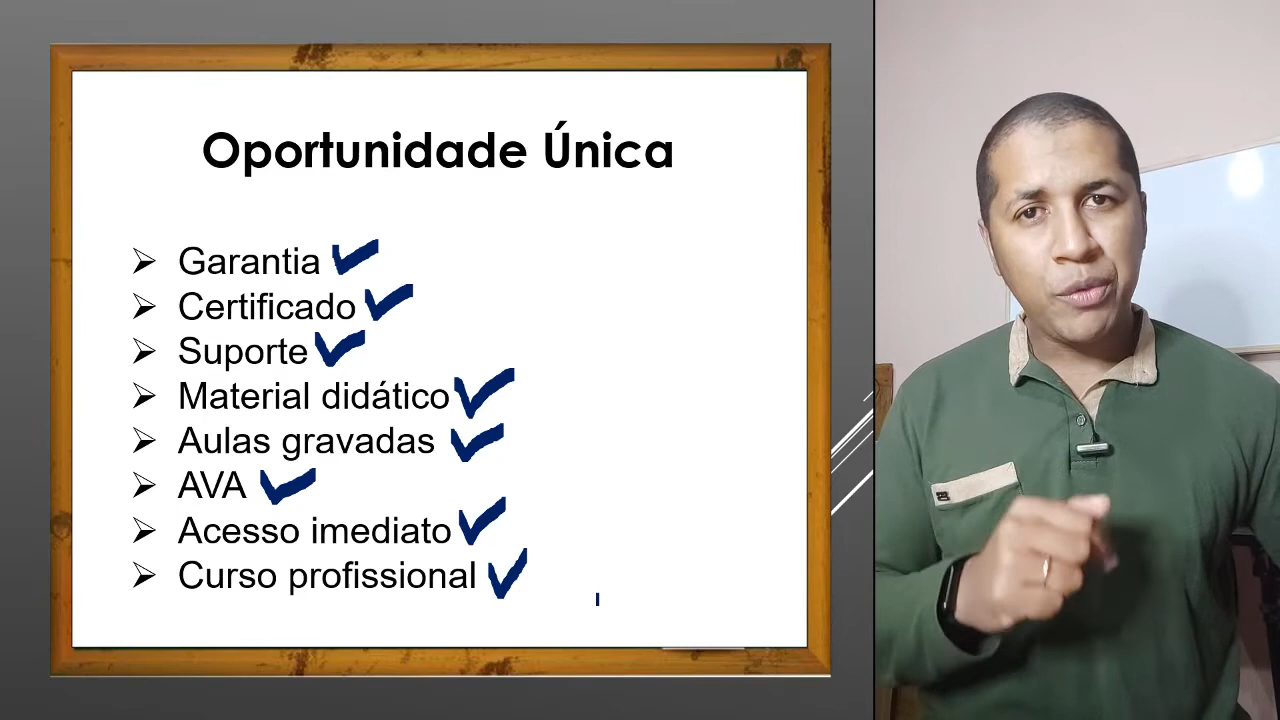 Oportunidade Única
Garantia
Certificado
Suporte
Material didático
Aulas gravadas
AVA
Acesso imediato
Curso profissional